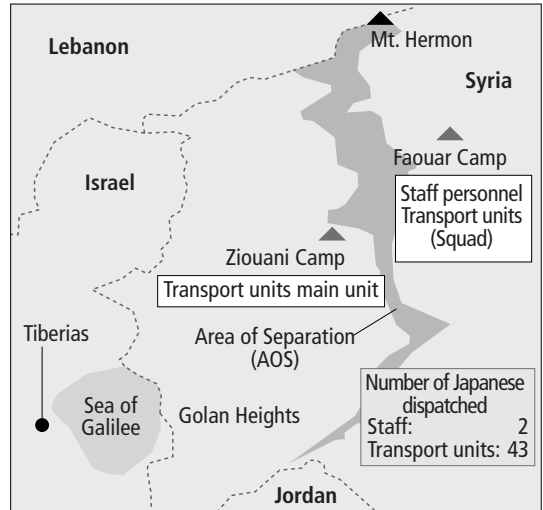 Lebanon
Mt. Hermon
Syria
Faouar Camp
Israel
Staff personnel
Transport units
(Squad)
Ziouani Camp
Transport units main unit
Tiberias
Area of Separation
(AOS)
Number of Japanese
dispatched
Staff: 2
Transport units: 43
Sea of
Galilee
Golan Heights
Jordan